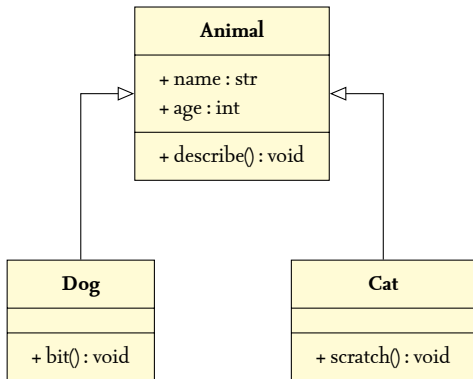 Animal
+ name : str
+ age : int
+ describe() : void
Dog
+ bit() : void
Cat
+ scratch() : void